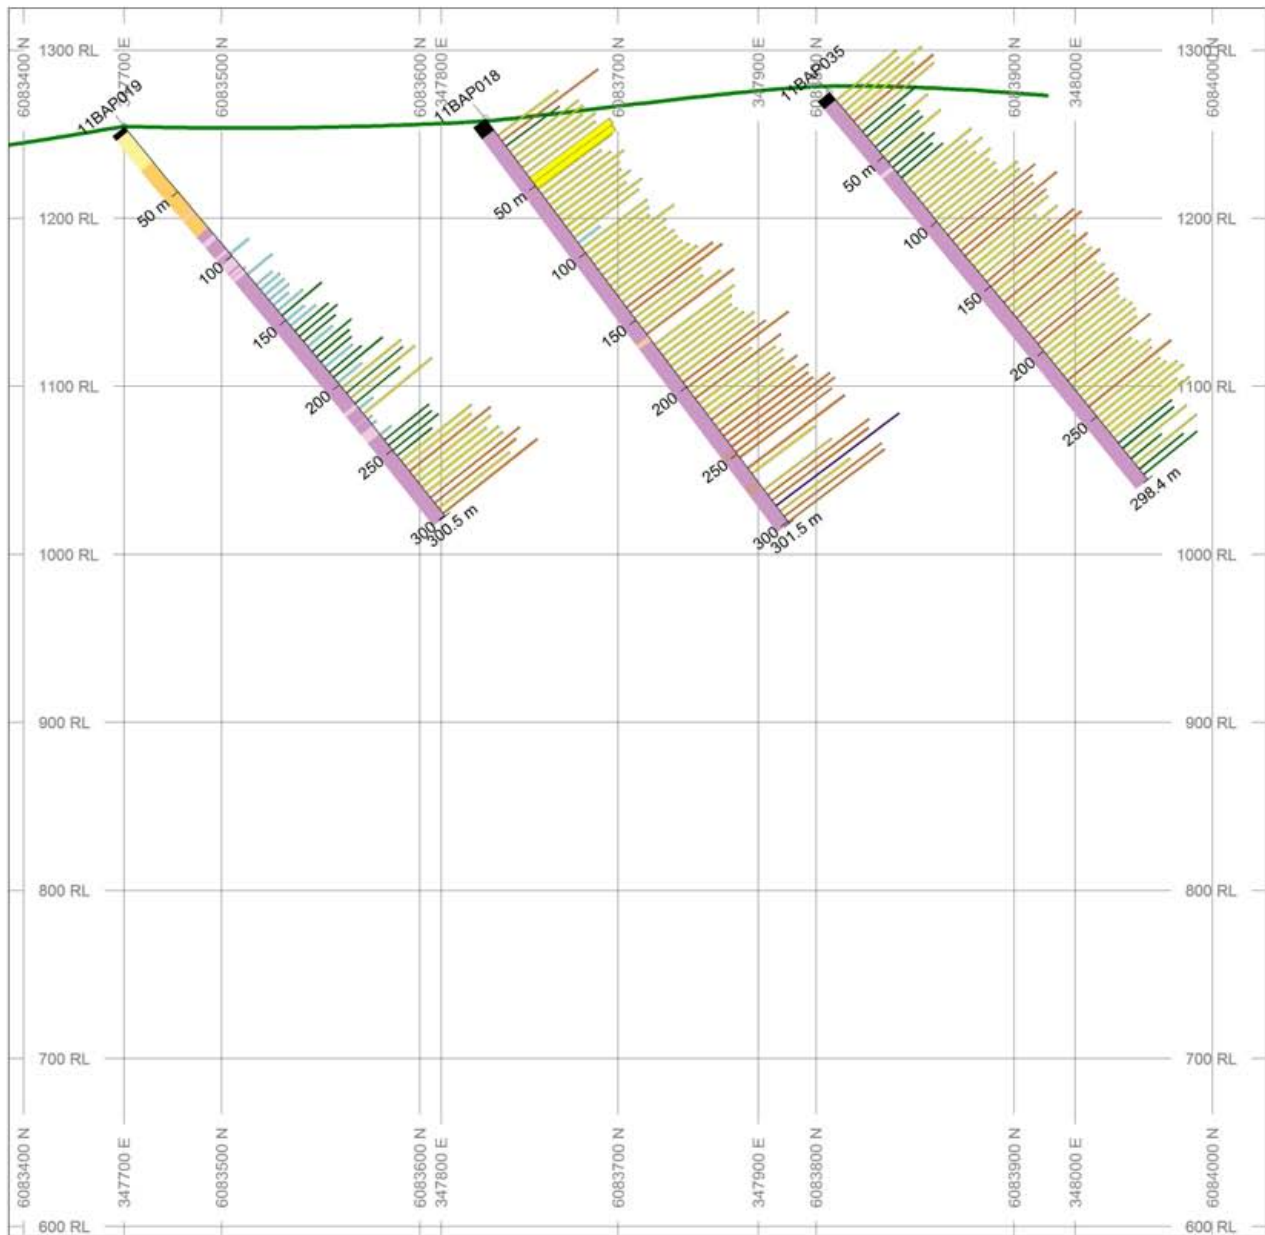 6083400 N
347700 E
6083500 N
6083600 N
347800 E
6083700 N
347900 E
6083800 N
6083900 N
348000 E
6084000 N
1300 RL
1300 RL
11BAP019
11BAP018
11BAP035
50 m
100
150
200
250
300
300.5 m
50 m
100
150
200
250
300
301.5 m
50 m
100
150
200
250
298.4 m
1200 RL
1200 RL
1100 RL
1100 RL
1000 RL
1000 RL
900 RL
900 RL
800 RL
800 RL
700 RL
700 RL
6083400 N
347700 E
6083500 N
6083600 N
347800 E
6083700 N
347900 E
6083800 N
6083900 N
348000 E
6084000 N
600 RL
600 RL